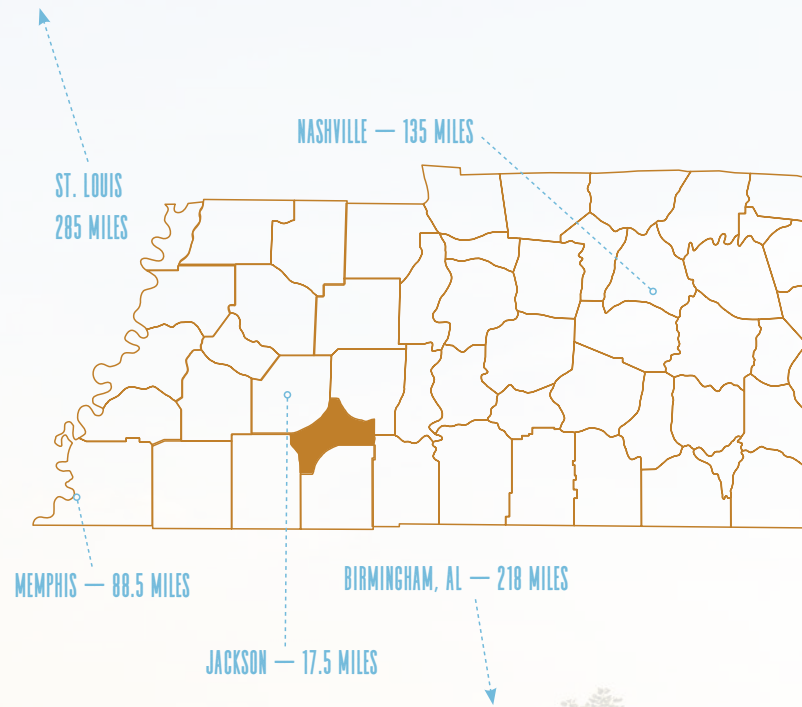 NASHVILLE — 135 MILES
ST. LOUIS
285 MILES
MEMPHIS — 88.5 MILES
BIRMINGHAM, AL — 218 MILES
JACKSON — 17.5 MILES